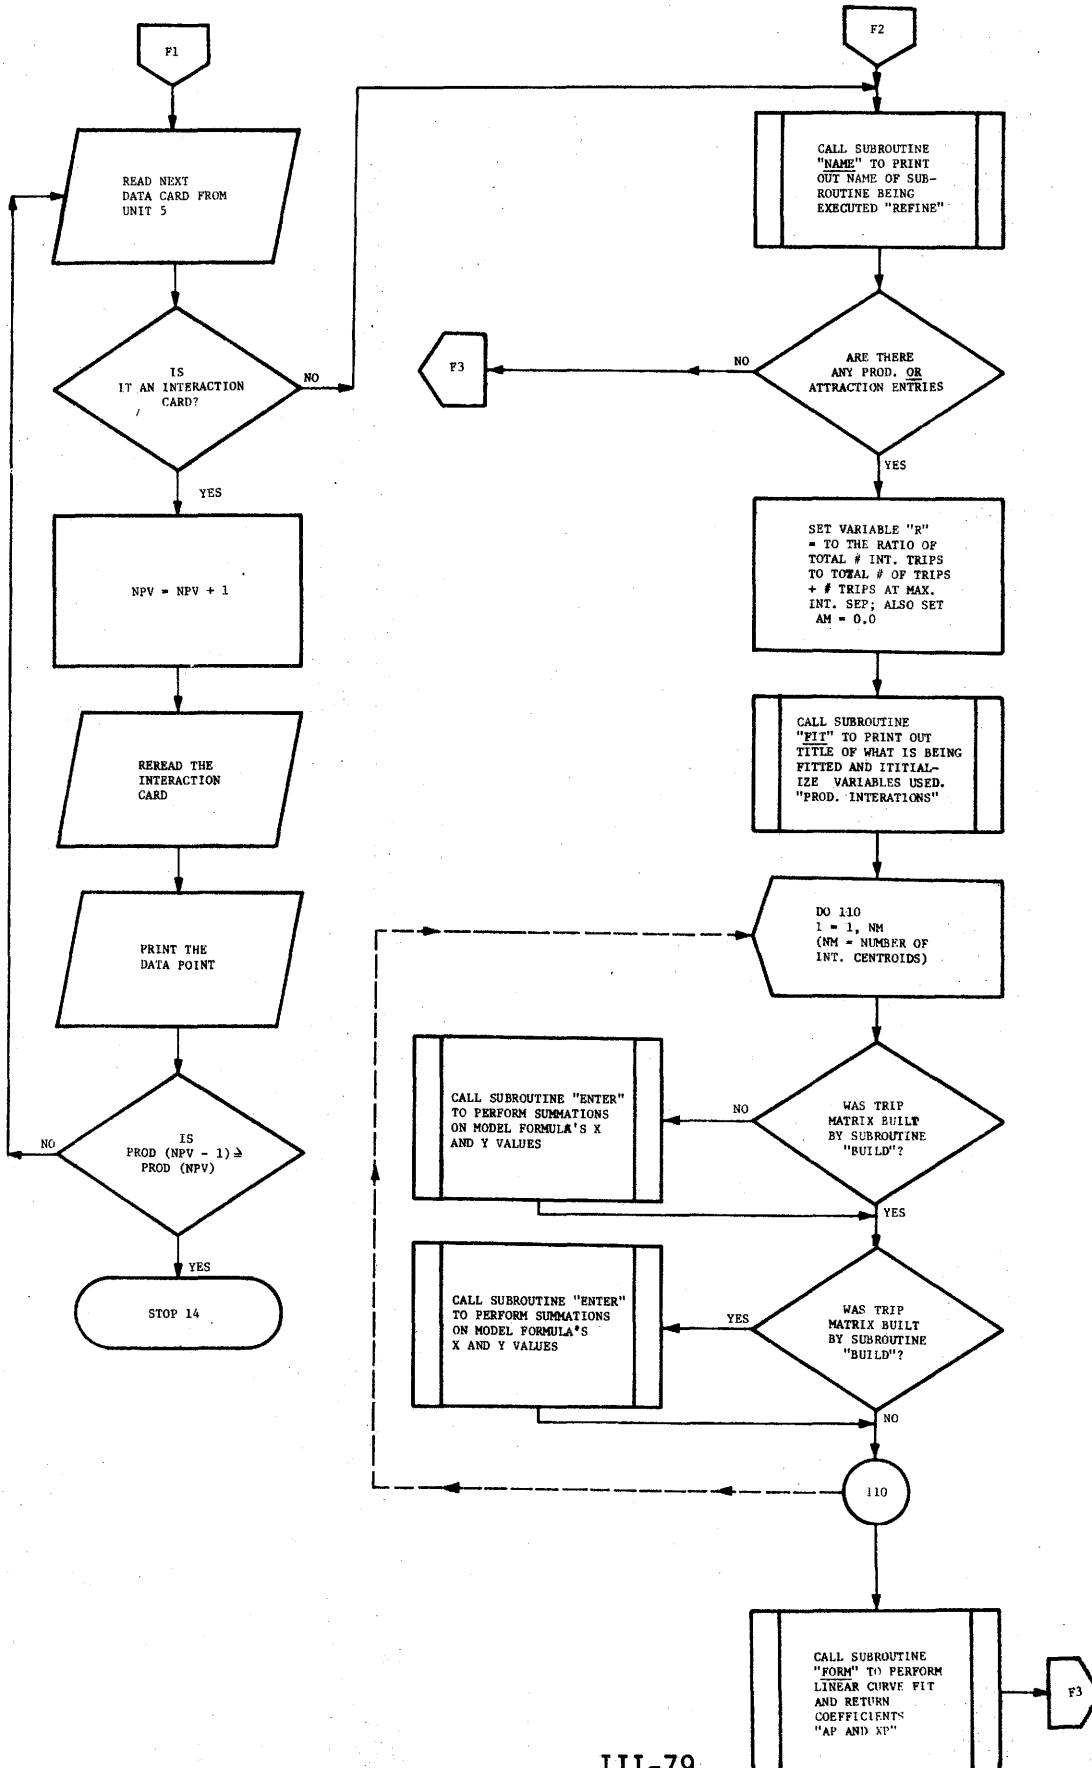 F1
READ NEXT
DATA CARD FROM
UNIT 5
IS
IT AN INTERACTION
CARD?
NO
YES
NPV = NPV + 1
REREAD THE
INTERACTION
CARD
PRINT THE
DATA POINT
IS
PROD (NPV - 1) ≥
PROD (NPV)
NO
YES
STOP 14
F2
CALL SUBROUTINE
"NAME" TO PRINT
OUT NAME OF SUB-
ROUTINE BEING
EXECUTED "REFINE"
ARE THERE
ANY PROD. OR
ATTRACTION ENTRIES
NO
F3
YES
SET VARIABLE "R"
= TO THE RATIO OF
TOTAL # INT. TRIPS
TO TOTAL # OF TRIPS
+ # TRIPS AT MAX.
INT. SEP; ALSO SET
AM = 0.0
CALL SUBROUTINE
"FIT" TO PRINT OUT
TITLE OF WHAT IS BEING
FITTED AND ITITIAL-
IZE VARIABLES USED.
"PROD. INTERATIONS"
DO 110
1 = 1, NM
(NM = NUMBER OF
INT. CENTROIDS)
WAS TRIP
MATRIX BUILT
BY SUBROUTINE
"BUILD"?
NO
CALL SUBROUTINE "ENTER"
TO PERFORM SUMMATIONS
ON MODEL FORMULA'S X
AND Y VALUES
YES
WAS TRIP
MATRIX BUILT
BY SUBROUTINE
"BUILD"?
YES
CALL SUBROUTINE "ENTER"
TO PERFORM SUMMATIONS
ON MODEL FORMULA'S
X AND Y VALUES
NO
110
CALL SUBROUTINE
"FORM" TO PERFORM
LINEAR CURVE FIT
AND RETURN
COEFFICIENTS
"AP AND XP"
F3
III-79